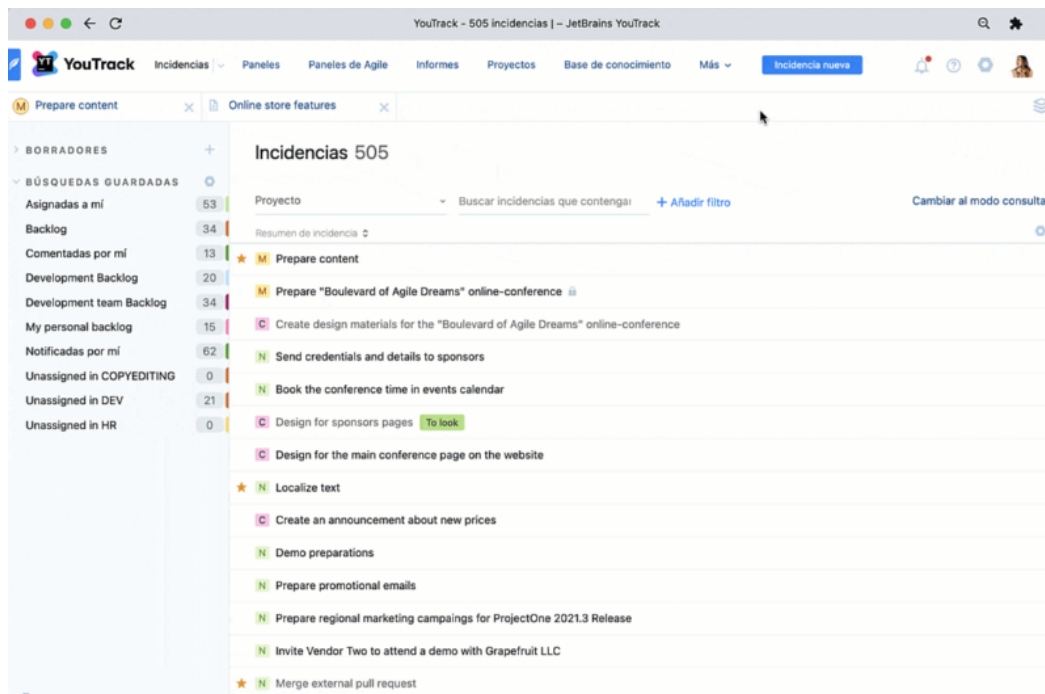 YouTrack - 505 incidencias | - JetBrains YouTrack
YT YouTrack Incidencias Paneles Paneles de Agile Informes Proyectos Base de conocimiento Más Incidencia nueva
M Prepare content Online store features
BORRADORES
BÚSQUEDAS GUARDADAS
Asignadas a mí 53
Backlog 34
Comentadas por mí 13
Development Backlog 20
Development team Backlog 34
My personal backlog 15
Notificadas por mí 62
Unassigned in COPYEDITING 0
Unassigned in DEV 21
Unassigned in HR 0
Incidencias 505
Proyecto Buscar incidencias que contengai + Añadir filtro Cambiar al modo consulta
Resumen de incidencia
M Prepare content
M Prepare "Boulevard of Agile Dreams" online-conference
C Create design materials for the "Boulevard of Agile Dreams" online-conference
N Send credentials and details to sponsors
N Book the conference time in events calendar
C Design for sponsors pages To look
C Design for the main conference page on the website
N Localize text
C Create an announcement about new prices
N Demo preparations
N Prepare promotional emails
N Prepare regional marketing campaings for ProjectOne 2021.3 Release
N Invite Vendor Two to attend a demo with Grapefruit LLC
N Merge external pull request